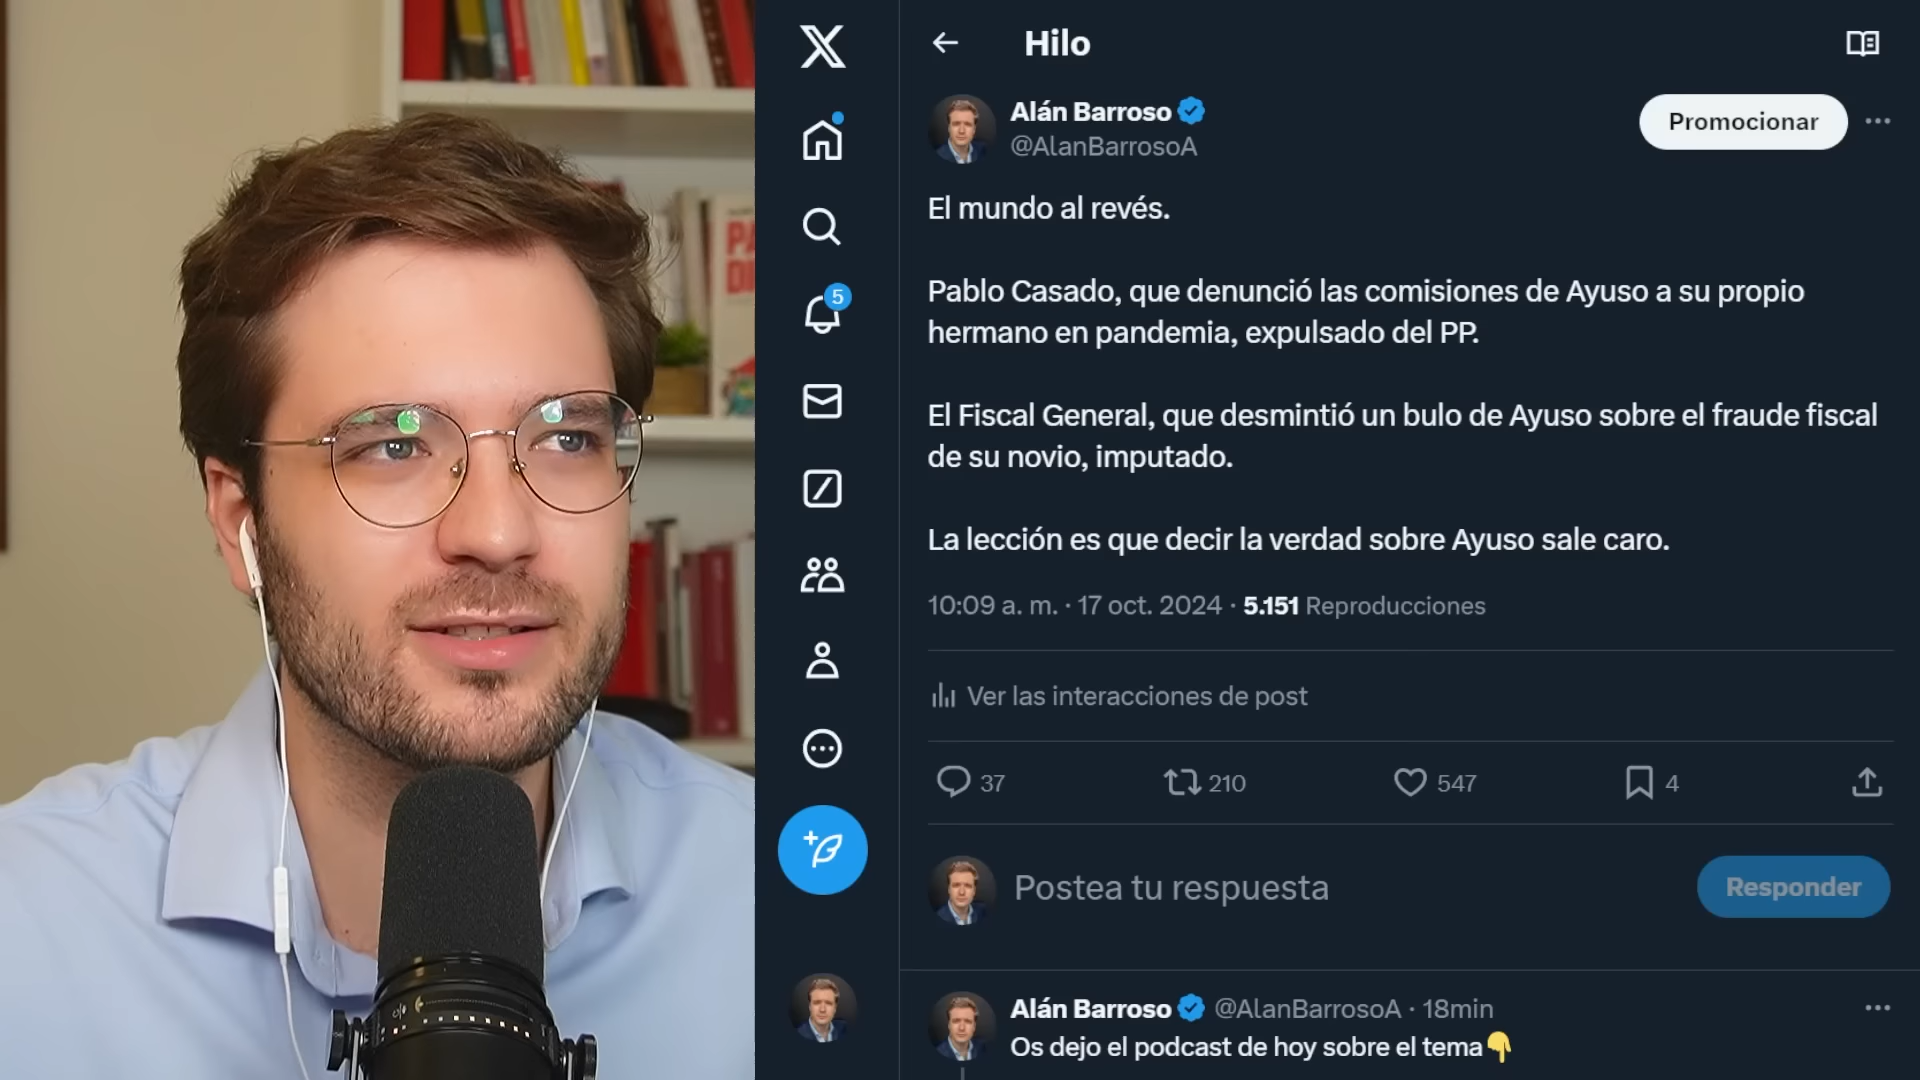 Hilo
Alán Barroso
@AlanBarrosoA
Promocionar
El mundo al revés.
Pablo Casado, que denunció las comisiones de Ayuso a su propio
hermano en pandemia, expulsado del PP.
El Fiscal General, que desmintió un bulo de Ayuso sobre el fraude fiscal
de su novio, imputado.
La lección es que decir la verdad sobre Ayuso sale caro.
10:09 a. m. · 17 oct. 2024 · 5.151 Reproducciones
Ver las interacciones de post
37 210 547 4
Postea tu respuesta
Responder
Alán Barroso @AlanBarrosoA · 18min
Os dejo el podcast de hoy sobre el tema👇
5